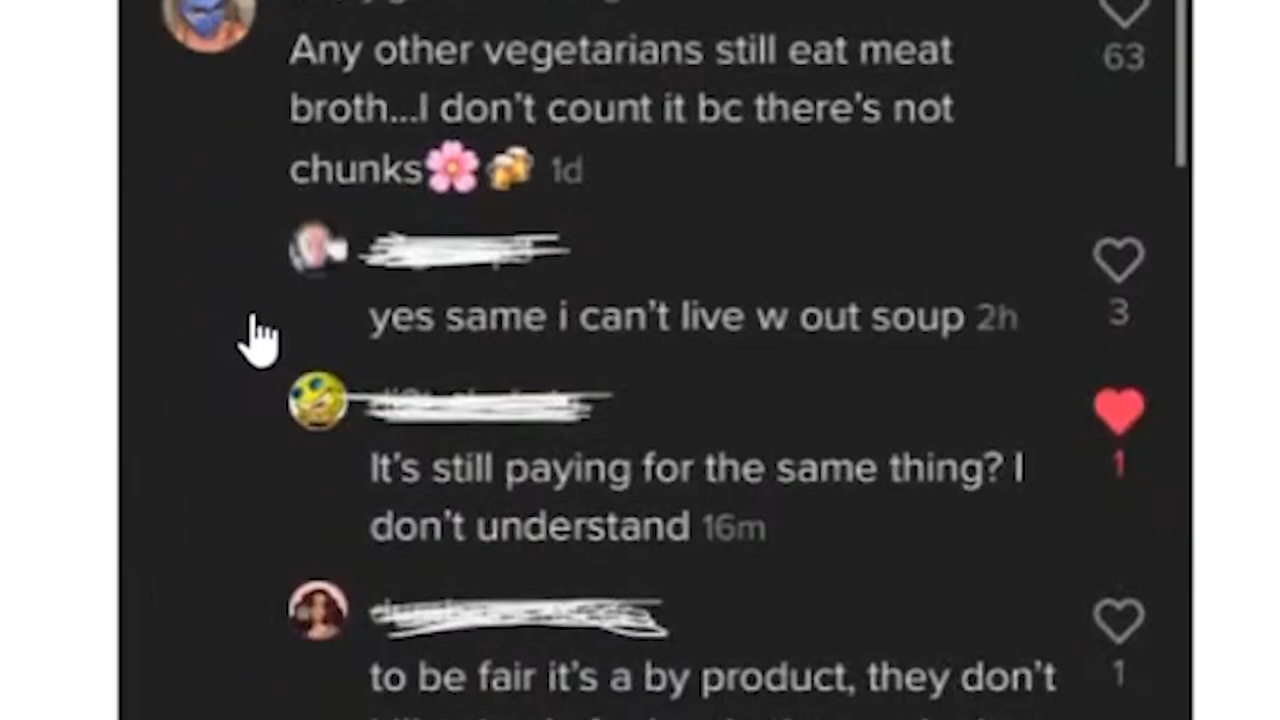 63
Any other vegetarians still eat meat
broth...I don't count it bc there's not
chunks🌸🍻 1d
yes same i can't live w out soup 2h
3
It's still paying for the same thing? I
don't understand 16m
1
to be fair it's a by product, they don't
1